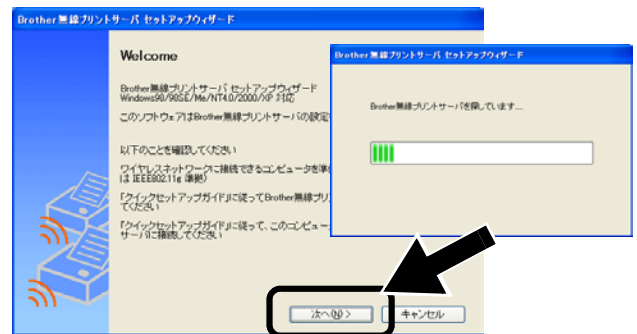 Brother無線プリントサーバ セットアップウィザード
Welcome
Brother無線プリントサーバ セットアップウィザード
Windows98/98SE/Me/NT4.0/2000/XP 対応
このソフトウェアはBrother無線プリントサーバの設定
以下のことを確認してください
ワイヤレスネットワークに接続できるコンピュータを準
は IEEE802.11g 準拠)
「クイックセットアップガイド」に従ってBrother無線プリ
てください
「クイックセットアップガイド」に従って、このコンピュー
サーバに接続してください
次へ(N) >
キャンセル
Brother無線プリントサーバ セットアップウィザード
Brother無線プリントサーバを探しています....